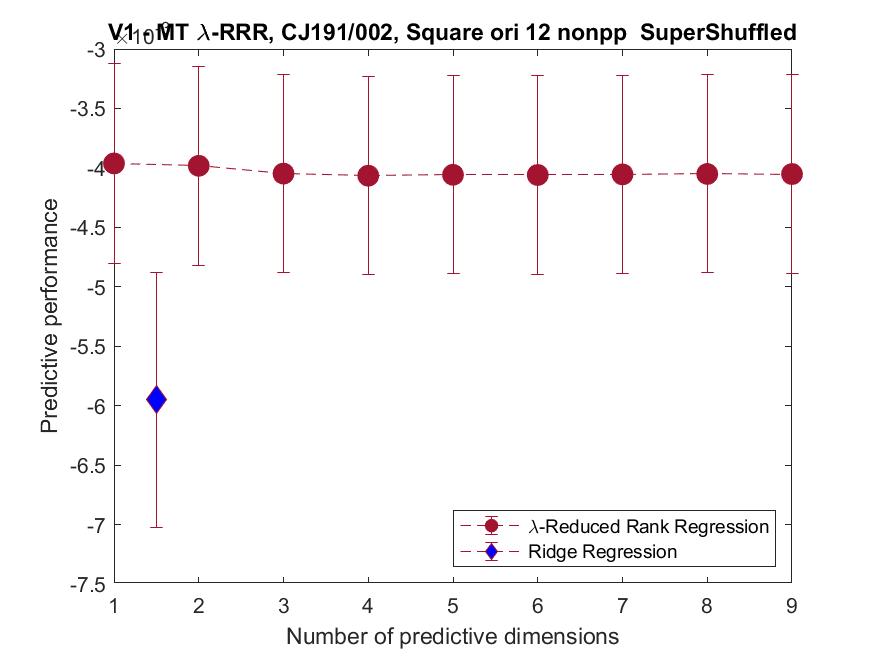 V1 - MT λ-RRR, CJ191/002, Square ori 12 nonpp  SuperShuffled
-3
-3.5
-4
-4.5
-5
-5.5
-6
-6.5
-7
-7.5
Predictive performance
λ-Reduced Rank Regression
Ridge Regression
1 2 3 4 5 6 7 8 9
Number of predictive dimensions